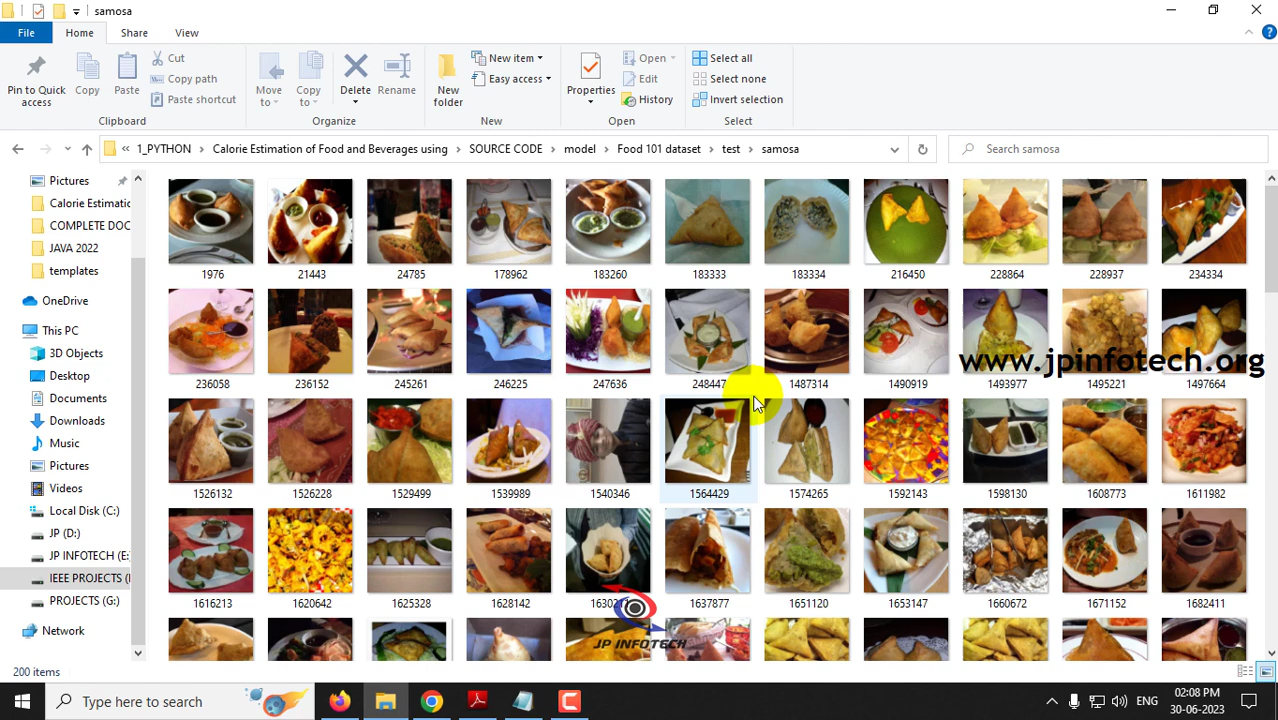 samosa
File Home Share View
Pin to Quick access
Copy
Paste
Cut
Copy path
Paste shortcut
Clipboard
Move to
Copy to
Delete
Rename
Organize
New folder
New item
Easy access
New
Properties
Open
Edit
History
Open
Select all
Select none
Invert selection
Select
« 1_PYTHON > Calorie Estimation of Food and Beverages using > SOURCE CODE > model > Food 101 dataset > test > samosa
Search samosa
Pictures
Calorie Estimatio
COMPLETE DOC
JAVA 2022
templates
OneDrive
This PC
3D Objects
Desktop
Documents
Downloads
Music
Pictures
Videos
Local Disk (C:)
JP (D:)
JP INFOTECH (E:
IEEE PROJECTS (
PROJECTS (G:)
Network
1976 21443 24785 178962 183260 183333 183334 216450 228864 228937 234334
236058 236152 245261 246225 247636 248447 1487314 1490919 1493977 1495221 1497664
www.jpinfotech.org
1526132 1526228 1529499 1539989 1540346 1564429 1574265 1592143 1598130 1608773 1611982
1616213 1620642 1625328 1628142 1637877 1651120 1653147 1660672 1671152 1682411
JP INFOTECH
200 items
Type here to search
ENG
02:08 PM
30-06-2023